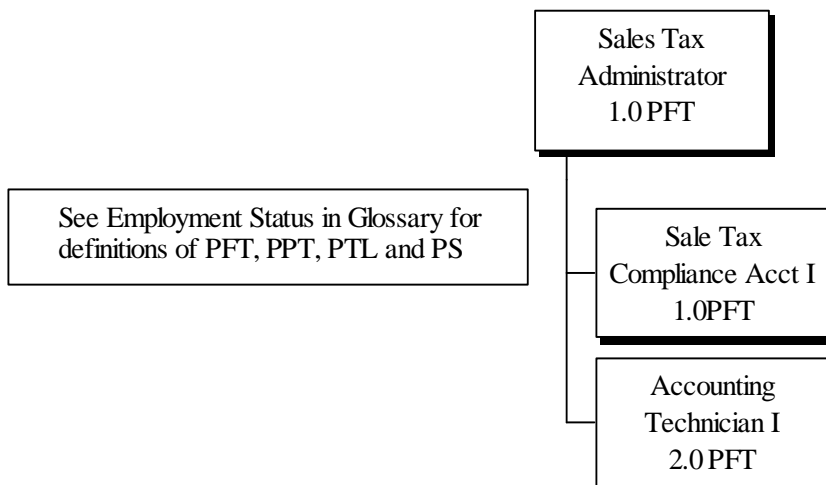 Sales Tax
Administrator
1.0 PFT
See Employment Status in Glossary for
definitions of PFT, PPT, PTL and PS
Sale Tax
Compliance Acct I
1.0PFT
Accounting
Technician I
2.0 PFT